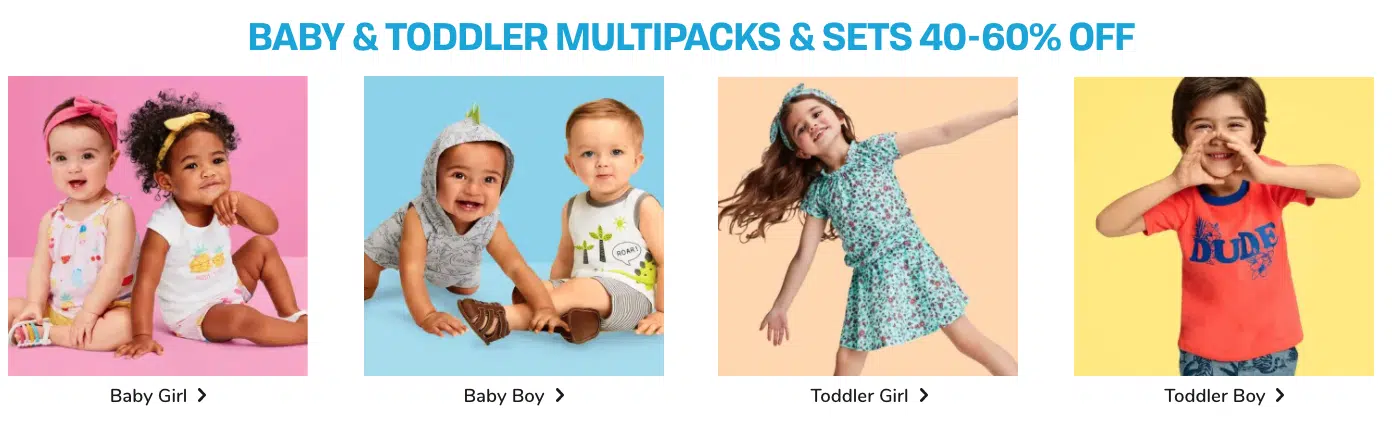 BABY & TODDLER MULTIPACKS & SETS 40-60% OFF
ROAR!
DUDE
Baby Girl
Baby Boy
Toddler Girl
Toddler Boy